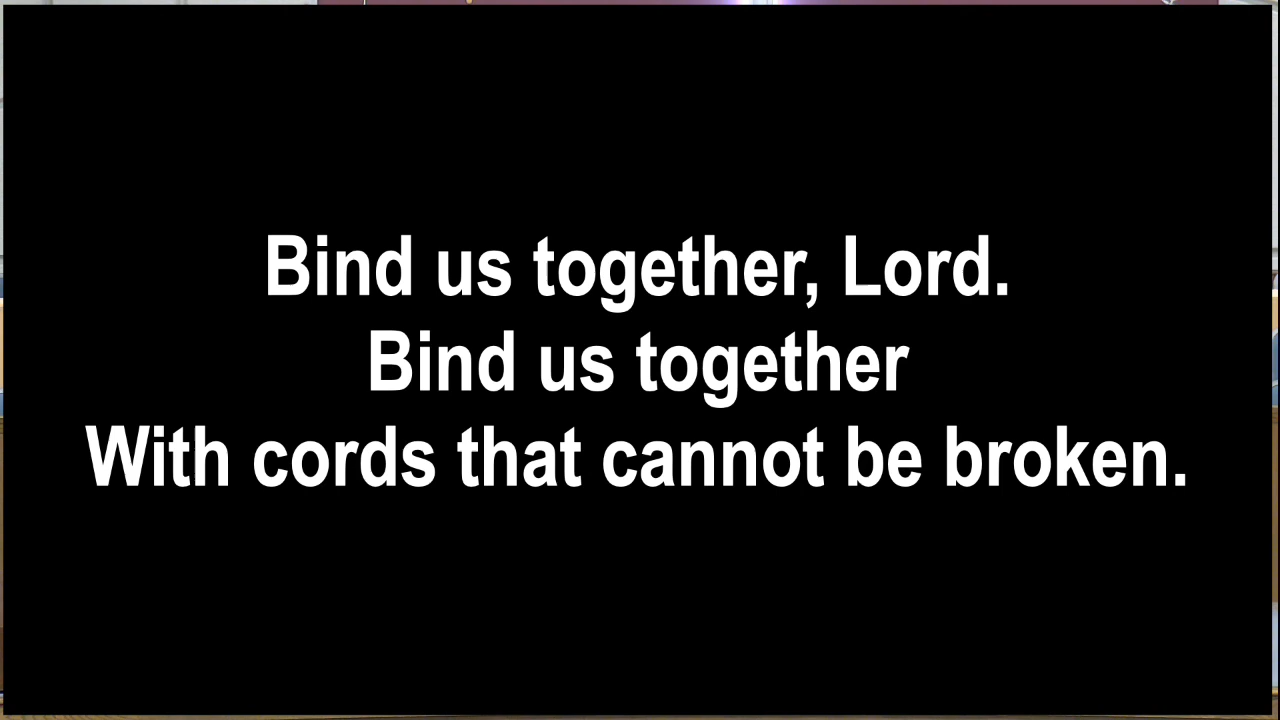 Bind us together, Lord.
Bind us together
With cords that cannot be broken.